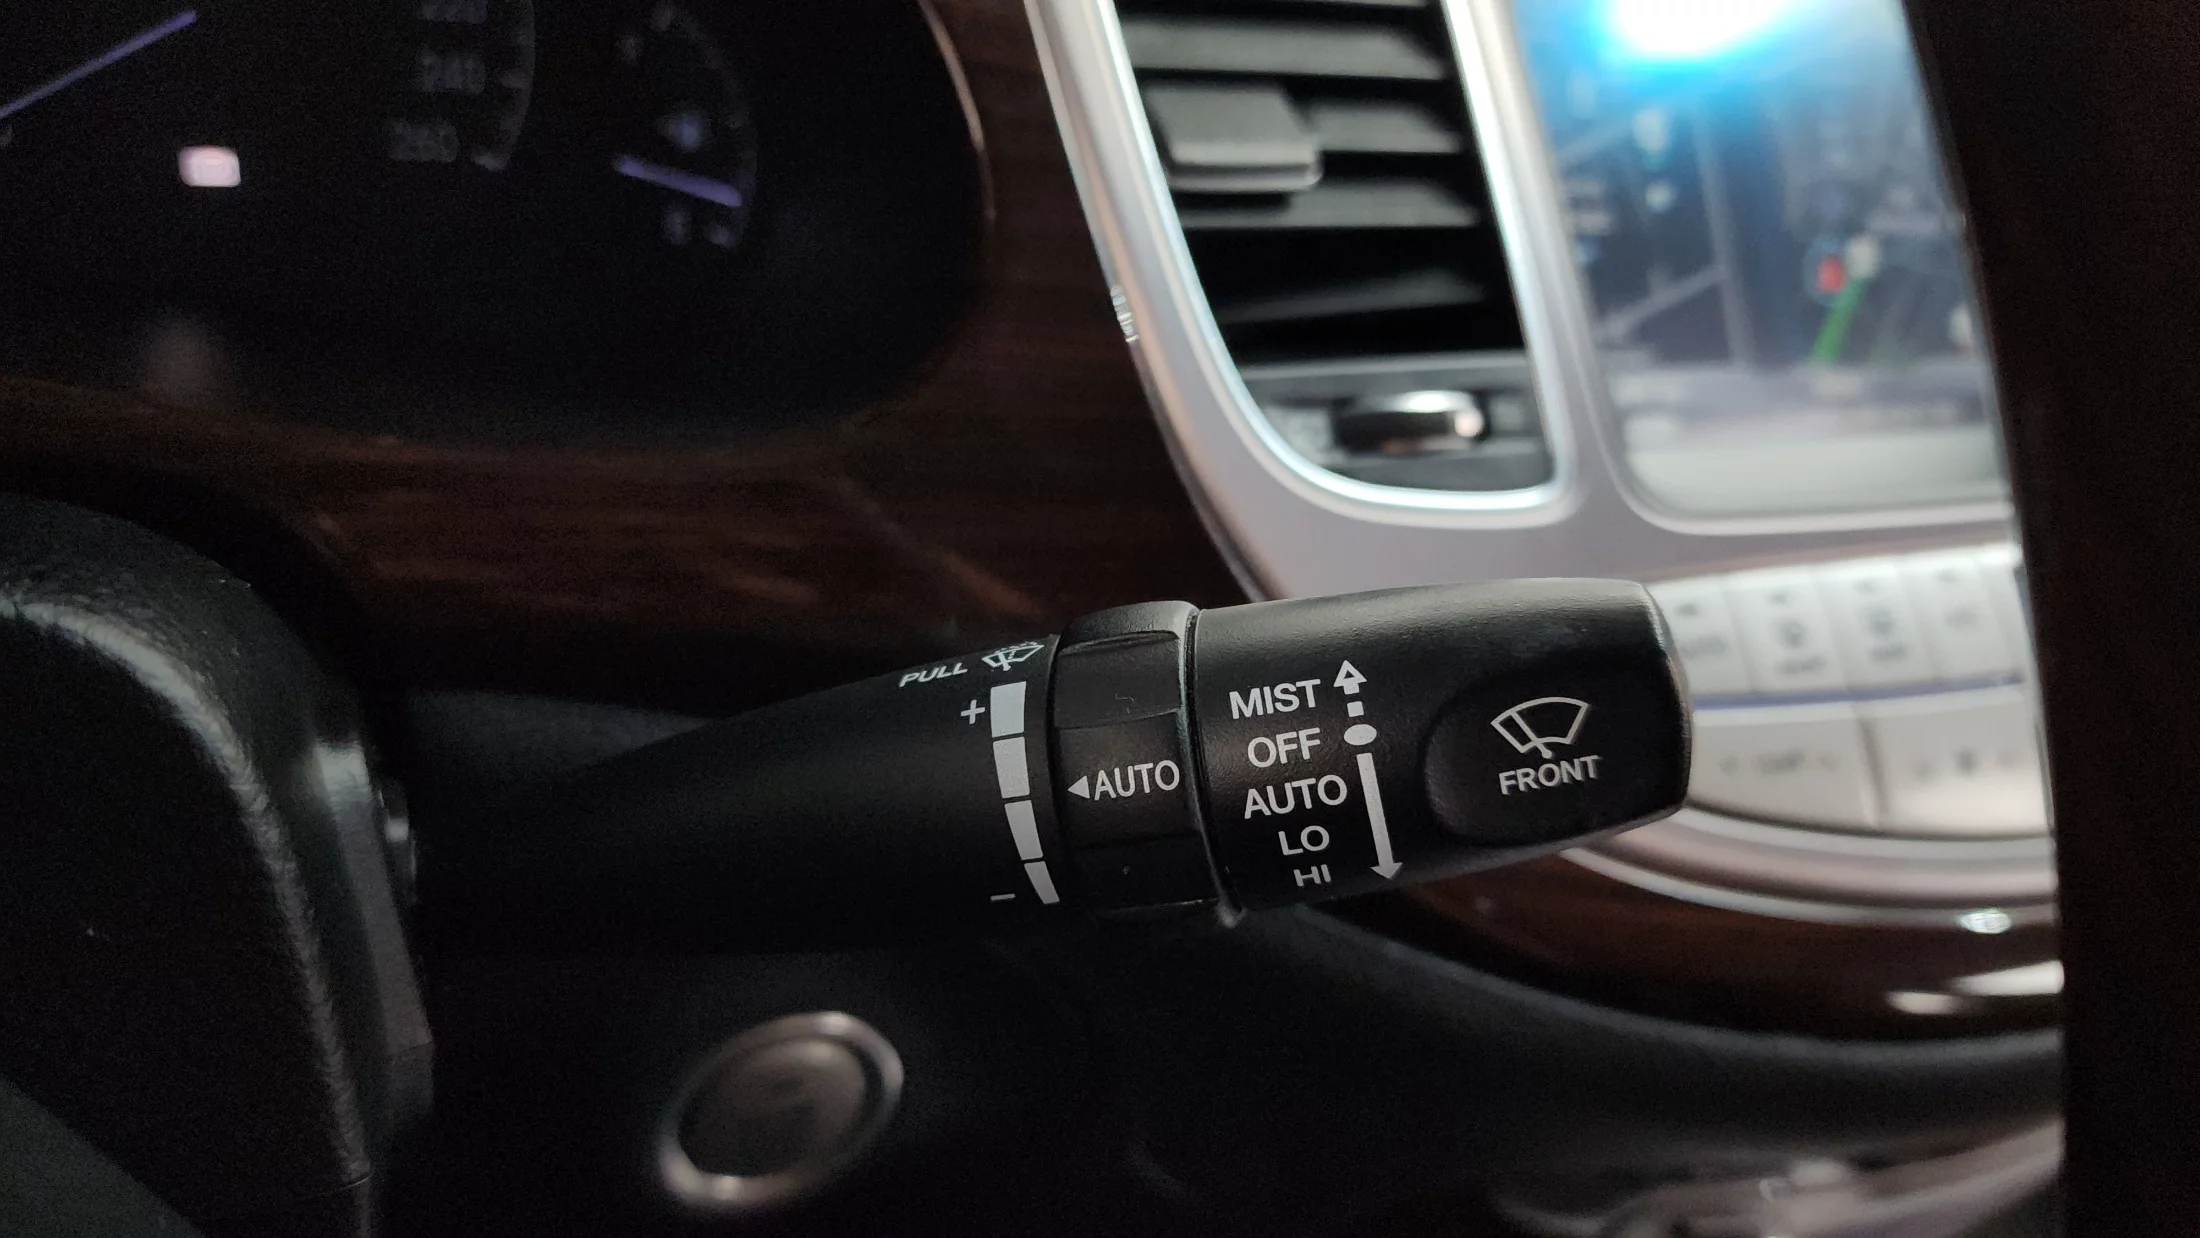 PULL
+
◀AUTO
−
MIST
OFF
AUTO
LO
HI
FRONT